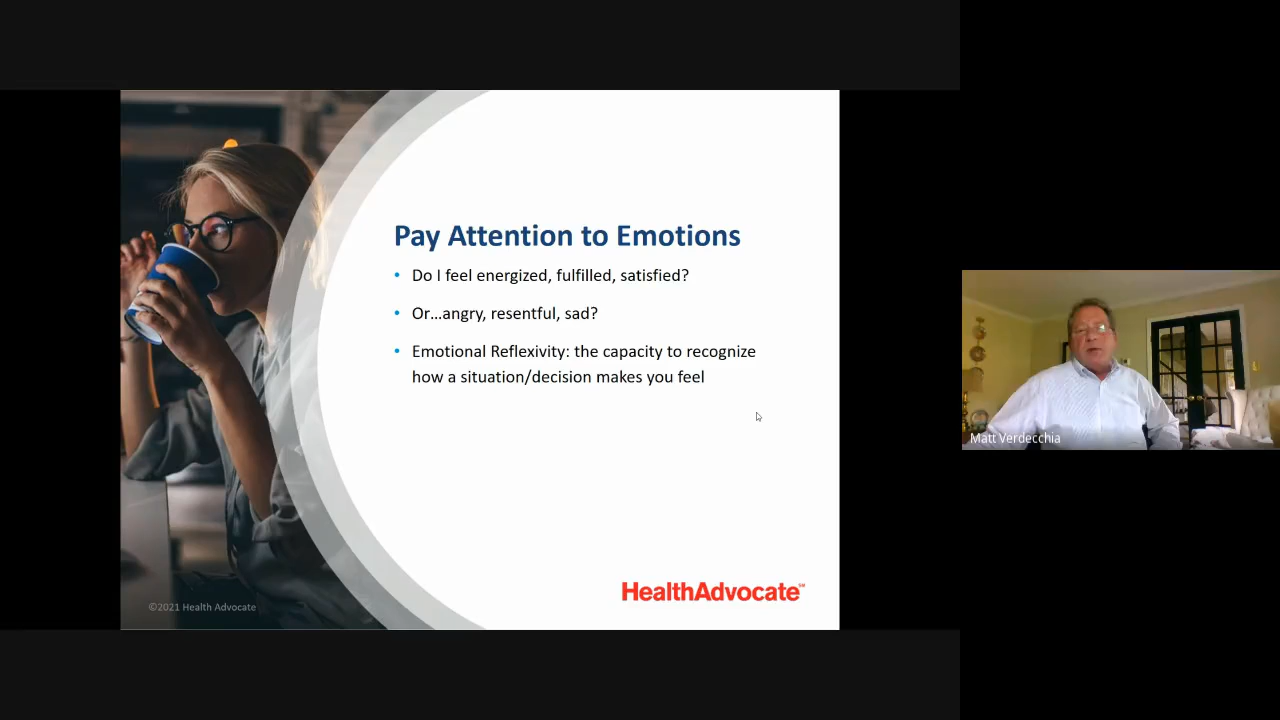 Pay Attention to Emotions
• Do I feel energized, fulfilled, satisfied?
• Or...angry, resentful, sad?
• Emotional Reflexivity: the capacity to recognize
how a situation/decision makes you feel
HealthAdvocate℠
©2021 Health Advocate
Matt Verdecchia